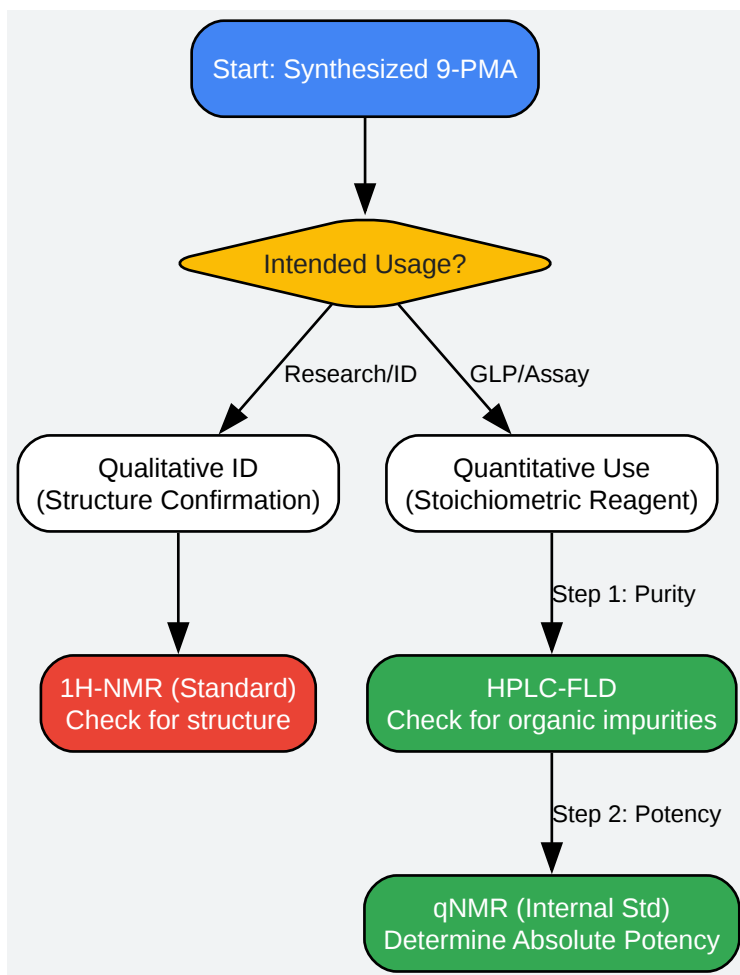 Start: Synthesized 9-PMA
Intended Usage?
Research/ID
GLP/Assay
Qualitative ID
(Structure Confirmation)
Quantitative Use
(Stoichiometric Reagent)
Step 1: Purity
1H-NMR (Standard)
Check for structure
HPLC-FLD
Check for organic impurities
Step 2: Potency
qNMR (Internal Std)
Determine Absolute Potency